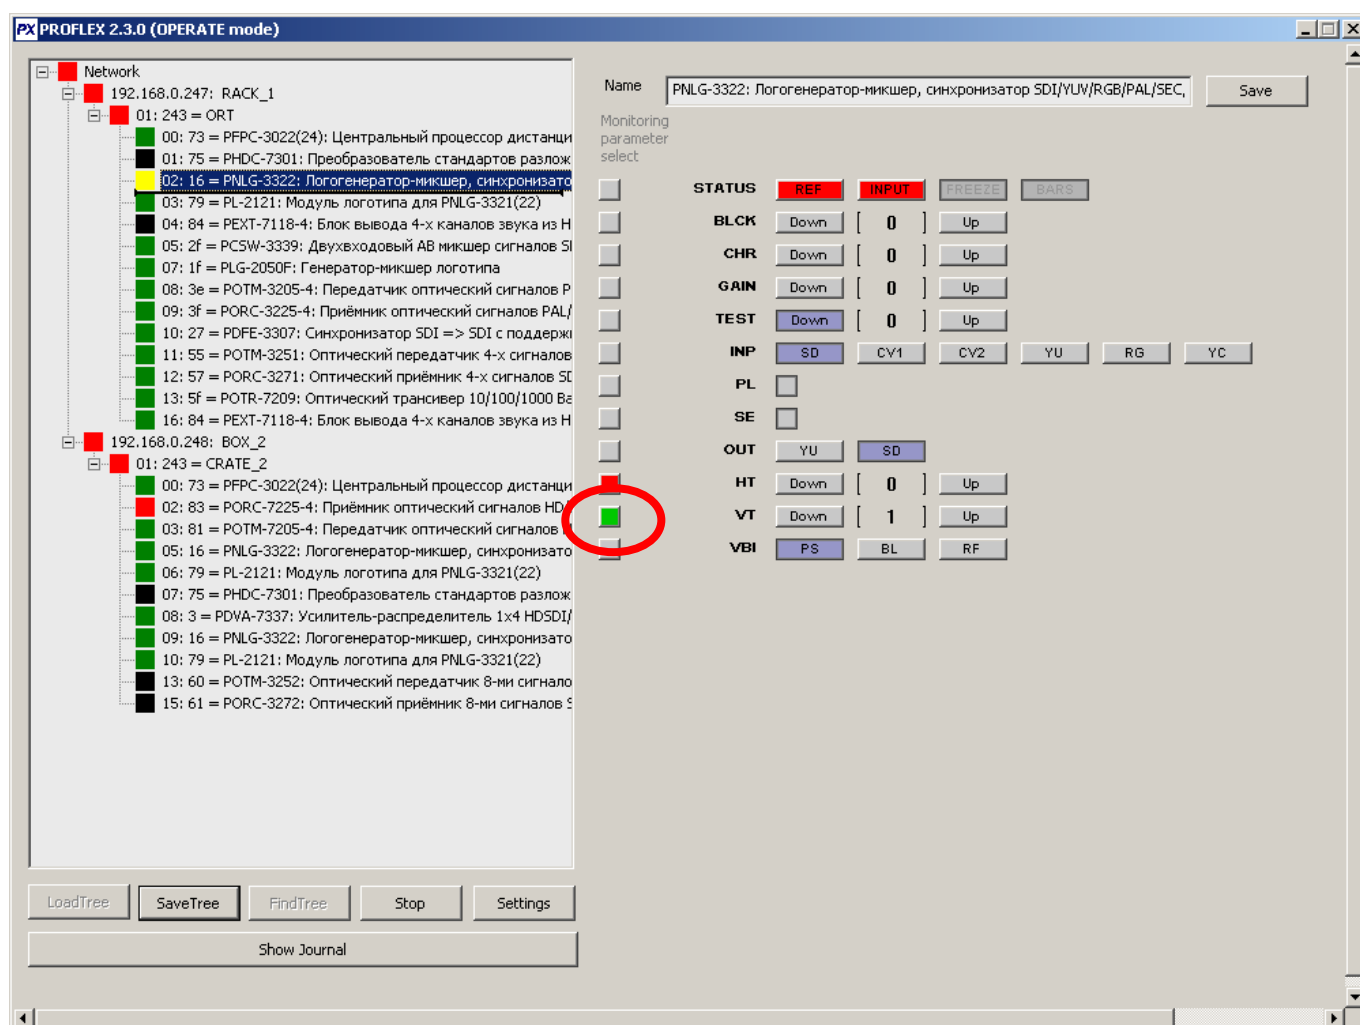 PX PROFLEX 2.3.0 (OPERATE mode)
Network
192.168.0.247: RACK_1
01: 243 = ORT
00: 73 = PFPC-3022(24): Центральный процессор дистанци
01: 75 = PHDC-7301: Преобразователь стандартов разлож
02: 16 = PNLG-3322: Логогенератор-микшер, синхронизато
03: 79 = PL-2121: Модуль логотипа для PNLG-3321(22)
04: 84 = PEXT-7118-4: Блок вывода 4-х каналов звука из H
05: 2f = PCSW-3339: Двухвходовый АВ микшер сигналов SI
07: 1f = PLG-2050F: Генератор-микшер логотипа
08: 3e = POTM-3205-4: Передатчик оптический сигналов P
09: 3f = PORC-3225-4: Приёмник оптический сигналов PAL/
10: 27 = PDFE-3307: Синхронизатор SDI => SDI с поддержи
11: 55 = POTM-3251: Оптический передатчик 4-х сигналов
12: 57 = PORC-3271: Оптический приёмник 4-х сигналов SD
13: 5f = POTR-7209: Оптический трансивер 10/100/1000 Ba
16: 84 = PEXT-7118-4: Блок вывода 4-х каналов звука из H
192.168.0.248: BOX_2
01: 243 = CRATE_2
00: 73 = PFPC-3022(24): Центральный процессор дистанци
02: 83 = PORC-7225-4: Приёмник оптический сигналов HD
03: 81 = POTM-7205-4: Передатчик оптический сигналов
05: 16 = PNLG-3322: Логогенератор-микшер, синхронизато
06: 79 = PL-2121: Модуль логотипа для PNLG-3321(22)
07: 75 = PHDC-7301: Преобразователь стандартов разлож
08: 3 = PDVA-7337: Усилитель-распределитель 1x4 HDSDI/
09: 16 = PNLG-3322: Логогенератор-микшер, синхронизато
10: 79 = PL-2121: Модуль логотипа для PNLG-3321(22)
13: 60 = POTM-3252: Оптический передатчик 8-ми сигнало
15: 61 = PORC-3272: Оптический приёмник 8-ми сигналов S
LoadTree SaveTree FindTree Stop Settings
Show Journal
Name PNLG-3322: Логогенератор-микшер, синхронизатор SDI/YUV/RGB/PAL/SEC, Save
Monitoring
parameter
select
STATUS REF INPUT FREEZE BARS
BLCK Down [ 0 ] Up
CHR Down [ 0 ] Up
GAIN Down [ 0 ] Up
TEST Down [ 0 ] Up
INP SD CV1 CV2 YU RG YC
PL
SE
OUT YU SD
HT Down [ 0 ] Up
VT Down [ 1 ] Up
VBI PS BL RF